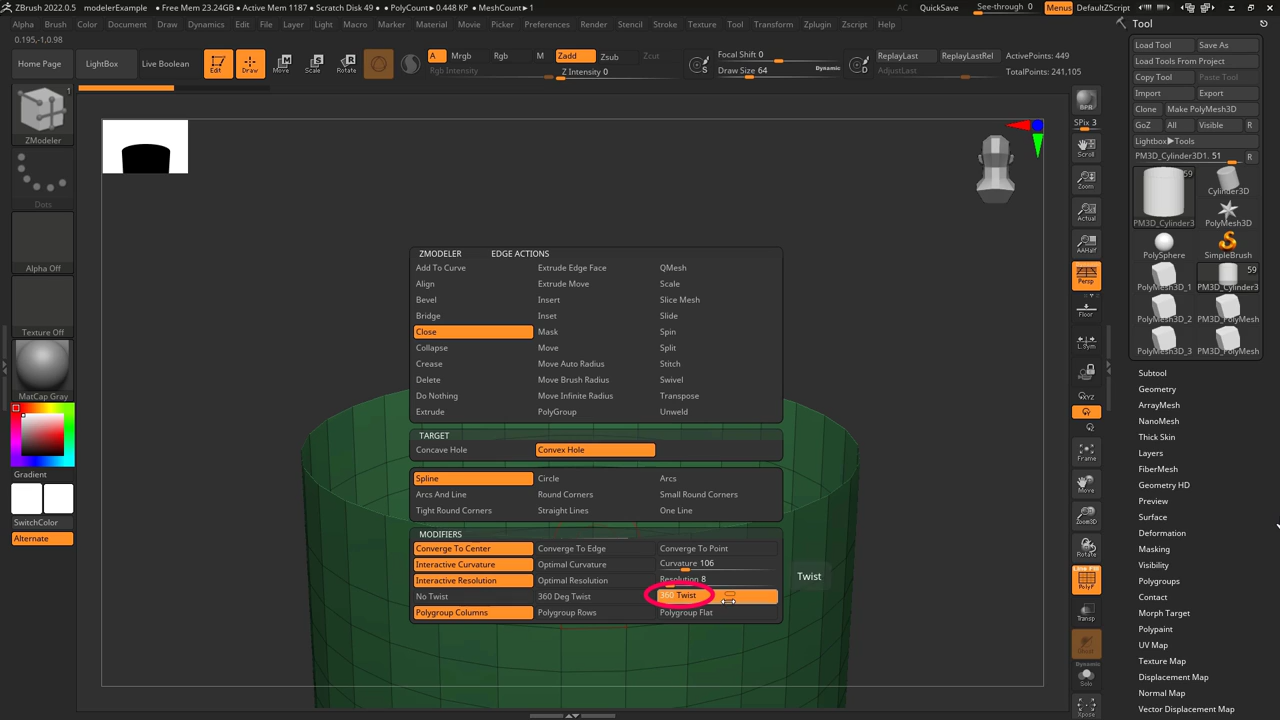 ZBrush 2022.0.5 modelerExample • Free Mem 23.24GB • Active Mem 1187 • Scratch Disk 49 • PolyCount▸0.448 KP • MeshCount▸1 AC QuickSave See-through 0 Menus DefaultZScript
Alpha Brush Color Document Draw Dynamics Edit File Layer Light Macro Marker Material Movie Picker Preferences Render Stencil Stroke Texture Tool Transform Zplugin Zscript Help
0.195,-1,0.98
Home Page LightBox Live Boolean Edit Draw Move Scale Rotate
A Mrgb Rgb M Zadd Zsub Zcut
Rgb Intensity Z Intensity 0
Focal Shift 0
Draw Size 64 Dynamic
S D
ReplayLast ReplayLastRel
AdjustLast
ActivePoints: 449
TotalPoints: 241,105
1
ZModeler
Dots
Alpha Off
Texture Off
MatCap Gray
Gradient
SwitchColor
Alternate
ZMODELER EDGE ACTIONS
Add To Curve Extrude Edge Face QMesh
Align Extrude Move Scale
Bevel Insert Slice Mesh
Bridge Inset Slide
Close Mask Spin
Collapse Move Split
Crease Move Auto Radius Stitch
Delete Move Brush Radius Swivel
Do Nothing Move Infinite Radius Transpose
Extrude PolyGroup Unweld
TARGET
Concave Hole Convex Hole
Spline Circle Arcs
Arcs And Line Round Corners Small Round Corners
Tight Round Corners Straight Lines One Line
MODIFIERS
Converge To Center Converge To Edge Converge To Point
Interactive Curvature Optimal Curvature Curvature 106
Interactive Resolution Optimal Resolution Resolution 8
No Twist 360 Deg Twist 360 Twist
Polygroup Columns Polygroup Rows Polygroup Flat
Twist
BPR
SPix 3
Scroll
Zoom
Actual
AAHalf
Persp
Floor
L.Sym
XYZ
Y
Z
Frame
Move
Zoom3D
Rotate
Line Fill
PolyF
Transp
Ghost
Dynamic
Solo
Xpose
Tool
Load Tool Save As
Load Tools From Project
Copy Tool Paste Tool
Import Export
Clone Make PolyMesh3D
GoZ All Visible R
Lightbox▸Tools
PM3D_Cylinder3D1. 51 R
59
PM3D_Cylinder3 Cylinder3D
PolyMesh3D
PolySphere SimpleBrush
59
PolyMesh3D_1 PM3D_Cylinder3
PolyMesh3D_2 PM3D_PolyMesh
PolyMesh3D_3 PM3D_PolyMesh
Subtool
Geometry
ArrayMesh
NanoMesh
Thick Skin
Layers
FiberMesh
Geometry HD
Preview
Surface
Deformation
Masking
Visibility
Polygroups
Contact
Morph Target
Polypaint
UV Map
Texture Map
Displacement Map
Normal Map
Vector Displacement Map